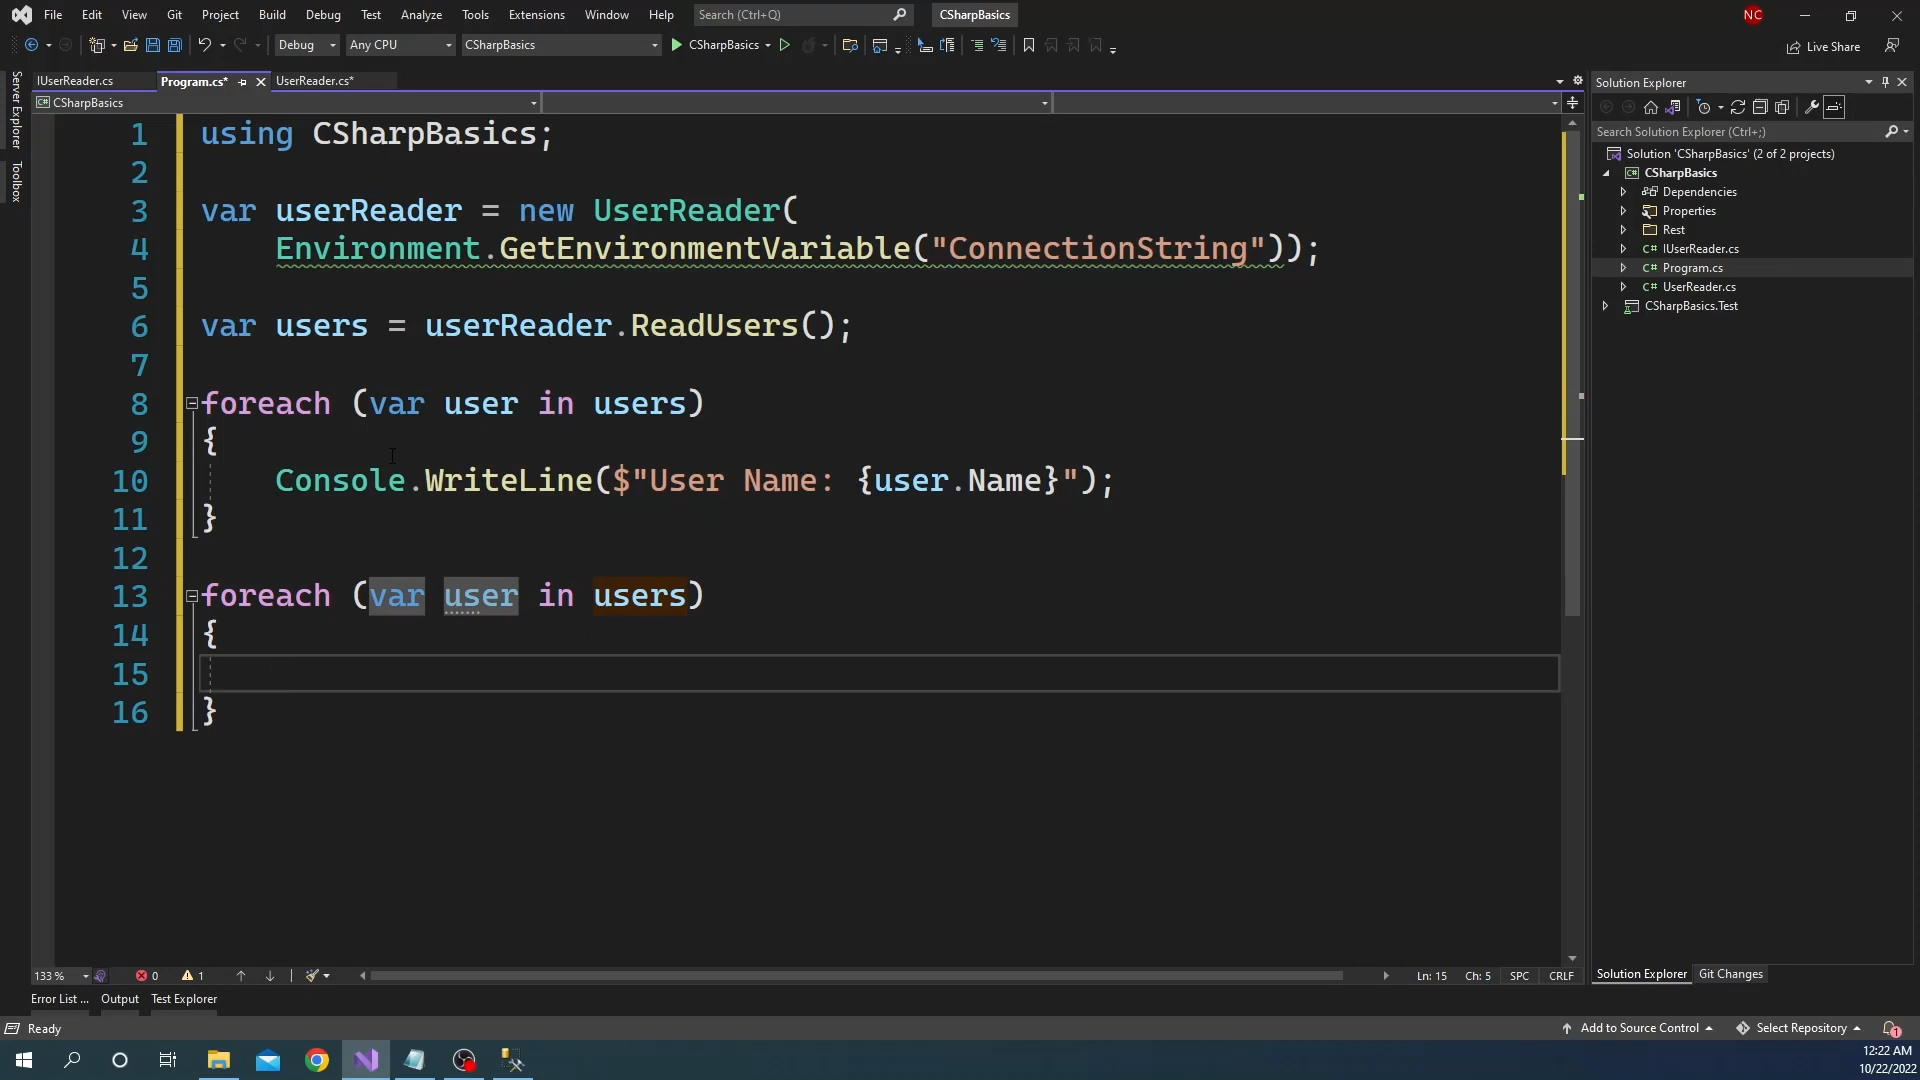 File Edit View Git Project Build Debug Test Analyze Tools Extensions Window Help Search (Ctrl+Q) CSharpBasics NC
Debug Any CPU CSharpBasics CSharpBasics Live Share
Server Explorer
Toolbox
IUserReader.cs Program.cs* UserReader.cs*
CSharpBasics
1 using CSharpBasics;
2
3 var userReader = new UserReader(
4 Environment.GetEnvironmentVariable("ConnectionString"));
5
6 var users = userReader.ReadUsers();
7
8 foreach (var user in users)
9 {
10 Console.WriteLine($"User Name: {user.Name}");
11 }
12
13 foreach (var user in users)
14 {
15
16 }
Solution Explorer
Search Solution Explorer (Ctrl+;)
Solution 'CSharpBasics' (2 of 2 projects)
C# CSharpBasics
Dependencies
Properties
Rest
C# IUserReader.cs
C# Program.cs
C# UserReader.cs
CSharpBasics.Test
133 % 0 1 Ln: 15 Ch: 5 SPC CRLF
Solution Explorer Git Changes
Error List ... Output Test Explorer
Ready Add to Source Control Select Repository 1
12:22 AM
10/22/2022